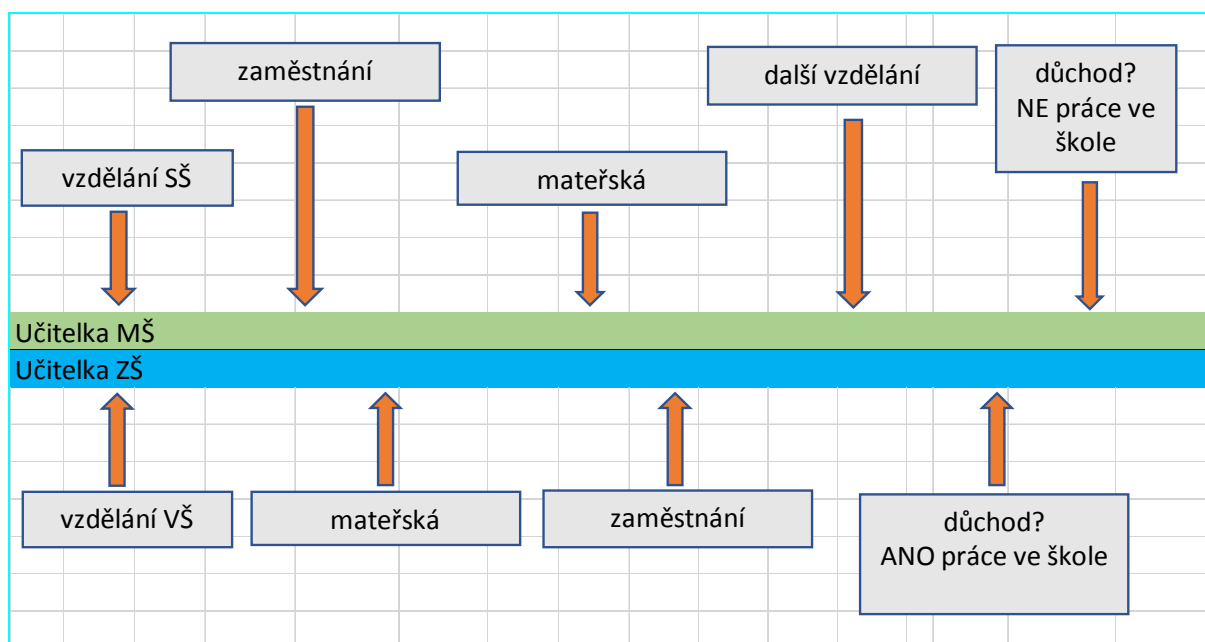 zaměstnání
další vzdělání
důchod?
NE práce ve
škole
vzdělání SŠ
mateřská
Učitelka MŠ
Učitelka ZŠ
vzdělání VŠ
mateřská
zaměstnání
důchod?
ANO práce ve škole